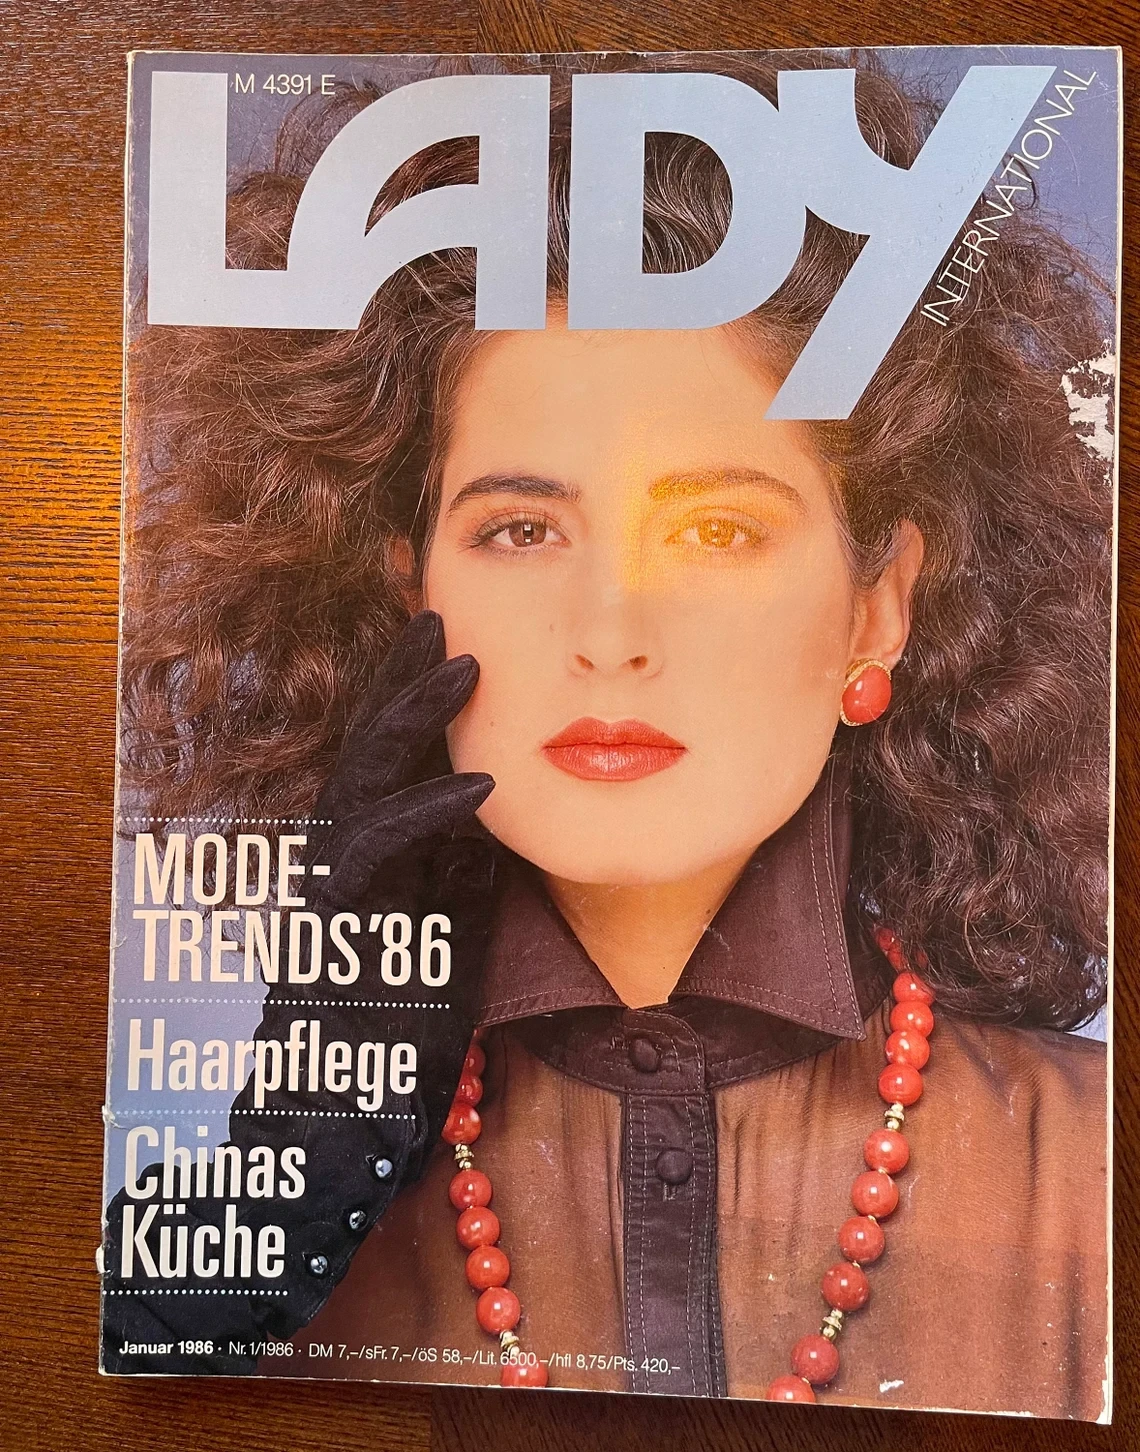 M 4391 E
LADY
INTERNATIONAL
MODE-
TRENDS'86
Haarpflege
Chinas
Küche
Januar 1986 · Nr. 1/1986 · DM 7,–/sFr. 7,–/öS 58,–/Lit. 6500,–/hfl 8,75/Pts. 420,–